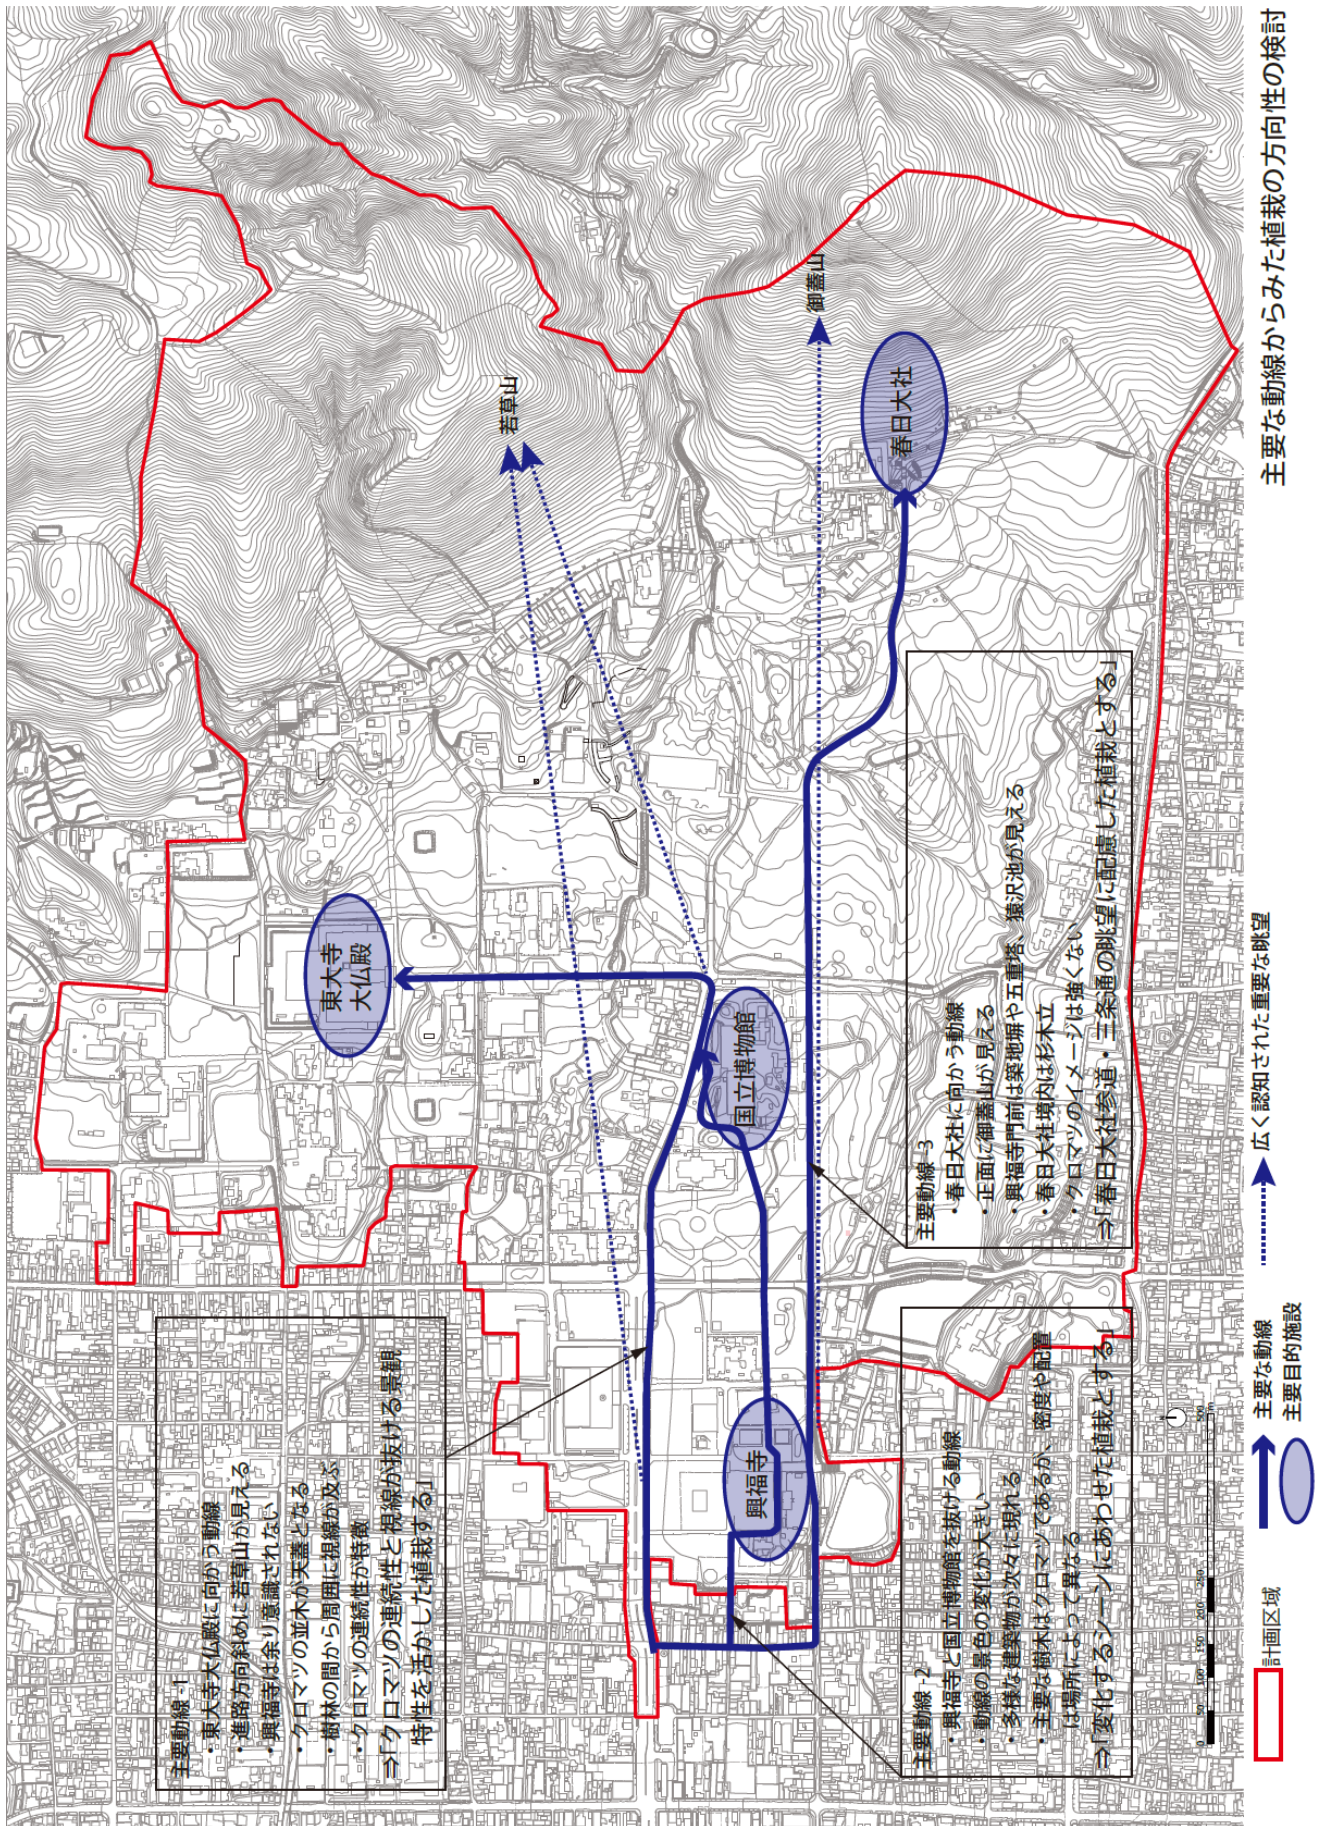 主要な動線からみた植栽の方向性の検討
若草山
御蓋山
春日大社
東大寺
大仏殿
国立博物館
興福寺
主要動線-1
・東大寺大仏殿に向かう動線
・進路方向斜めに若草山が見える
・興福寺は余り意識されない
・クロマツの並木が天蓋となる
・樹林の間から周囲に視線が及ぶ
・クロマツの連続性が特徴
⇒「クロマツの連続性と視線が抜ける景観
特性を活かした植栽する」
主要動線-2
・興福寺と国立博物館を抜ける動線
・動線の景色の変化が大きい
・多様な建築物が次々に現れる
・主要な樹木はクロマツであるが、密度や配置
は場所によって異なる
⇒「変化するシーンにあわせた植栽とする」
主要動線-3
・春日大社に向かう動線
・正面に御蓋山が見える
・興福寺門前は築地塀や五重塔、猿沢池が見える
・春日大社境内は杉木立
・クロマツのイメージは強くない
⇒「春日大社参道・三条通の眺望に配慮した植栽とする」
計画区域
主要な動線
主要目的施設
広く認知された重要な眺望
0 50 100 150 200 250 500
m